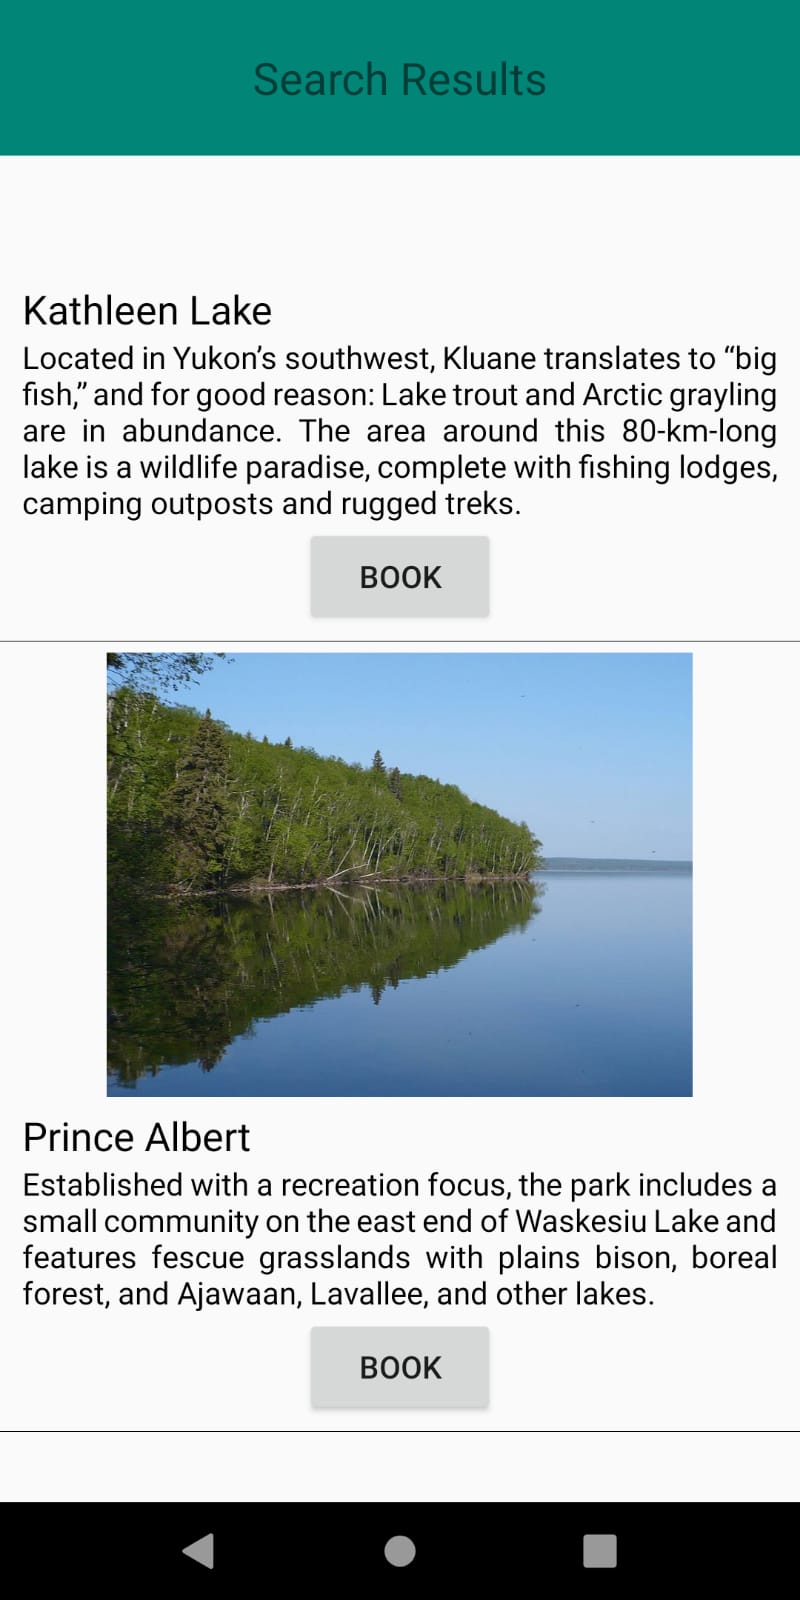 Search Results
Kathleen Lake
Located in Yukon’s southwest, Kluane translates to “big
fish,” and for good reason: Lake trout and Arctic grayling
are in abundance. The area around this 80-km-long
lake is a wildlife paradise, complete with fishing lodges,
camping outposts and rugged treks.
BOOK
Prince Albert
Established with a recreation focus, the park includes a
small community on the east end of Waskesiu Lake and
features fescue grasslands with plains bison, boreal
forest, and Ajawaan, Lavallee, and other lakes.
BOOK